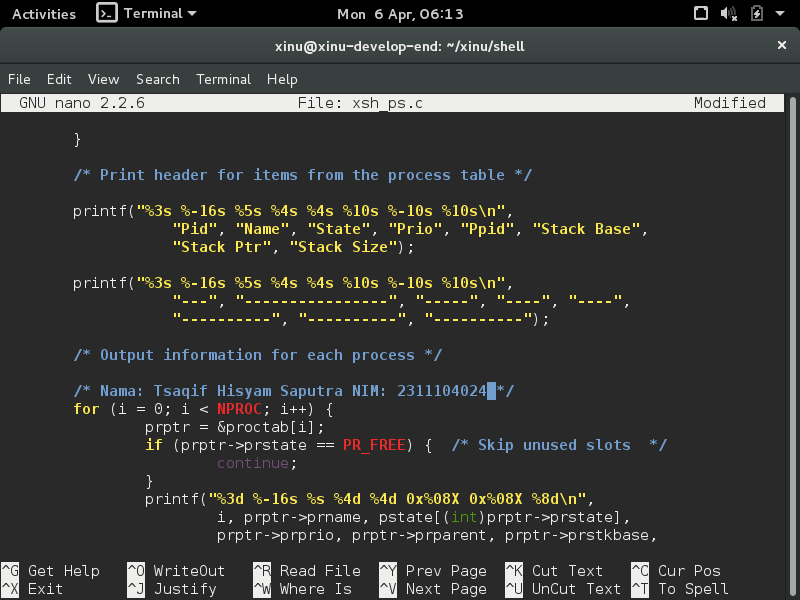 Activities Terminal Mon 6 Apr, 06:13
xinu@xinu-develop-end: ~/xinu/shell ×
File Edit View Search Terminal Help
GNU nano 2.2.6 File: xsh_ps.c Modified
}
/* Print header for items from the process table */
printf("%3s %-16s %5s %4s %4s %10s %-10s %10s\n",
"Pid", "Name", "State", "Prio", "Ppid", "Stack Base",
"Stack Ptr", "Stack Size");
printf("%3s %-16s %5s %4s %4s %10s %-10s %10s\n",
"---", "----------------", "-----", "----", "----",
"----------", "----------", "----------");
/* Output information for each process */
/* Nama: Tsaqif Hisyam Saputra NIM: 2311104024 */
for (i = 0; i < NPROC; i++) {
prptr = &proctab[i];
if (prptr->prstate == PR_FREE) {  /* Skip unused slots  */
continue;
}
printf("%3d %-16s %s %4d %4d 0x%08X 0x%08X %8d\n",
i, prptr->prname, pstate[(int)prptr->prstate],
prptr->prprio, prptr->prparent, prptr->prstkbase,
^G Get Help ^O WriteOut ^R Read File ^Y Prev Page ^K Cut Text ^C Cur Pos
^X Exit ^J Justify ^W Where Is ^V Next Page ^U UnCut Text ^T To Spell